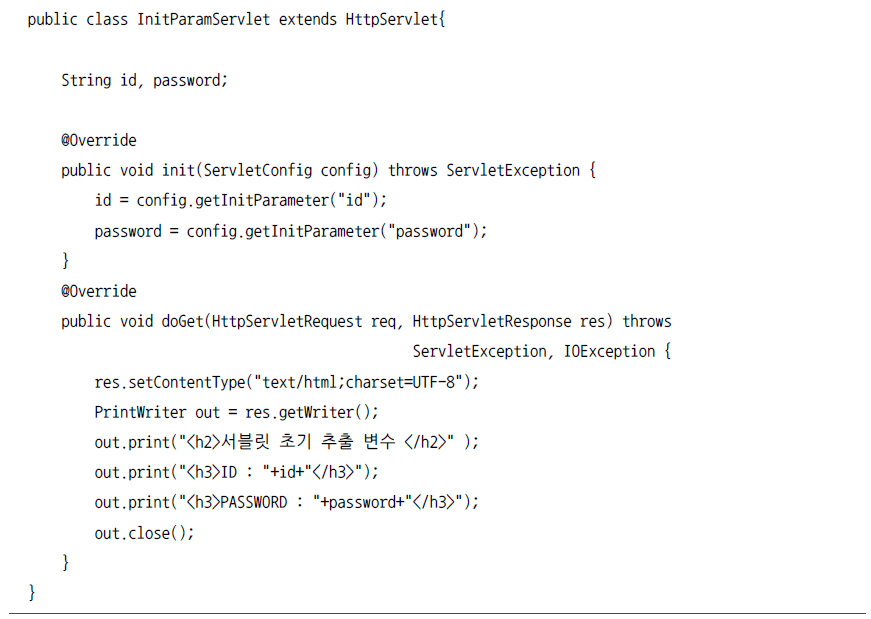 public class InitParamServlet extends HttpServlet{
String id, password;
@Override
public void init(ServletConfig config) throws ServletException {
id = config.getInitParameter("id");
password = config.getInitParameter("password");
}
@Override
public void doGet(HttpServletRequest req, HttpServletResponse res) throws
ServletException, IOException {
res.setContentType("text/html;charset=UTF-8");
PrintWriter out = res.getWriter();
out.print("<h2>서블릿 초기 추출 변수 </h2>" );
out.print("<h3>ID : "+id+"</h3>");
out.print("<h3>PASSWORD : "+password+"</h3>");
out.close();
}
}